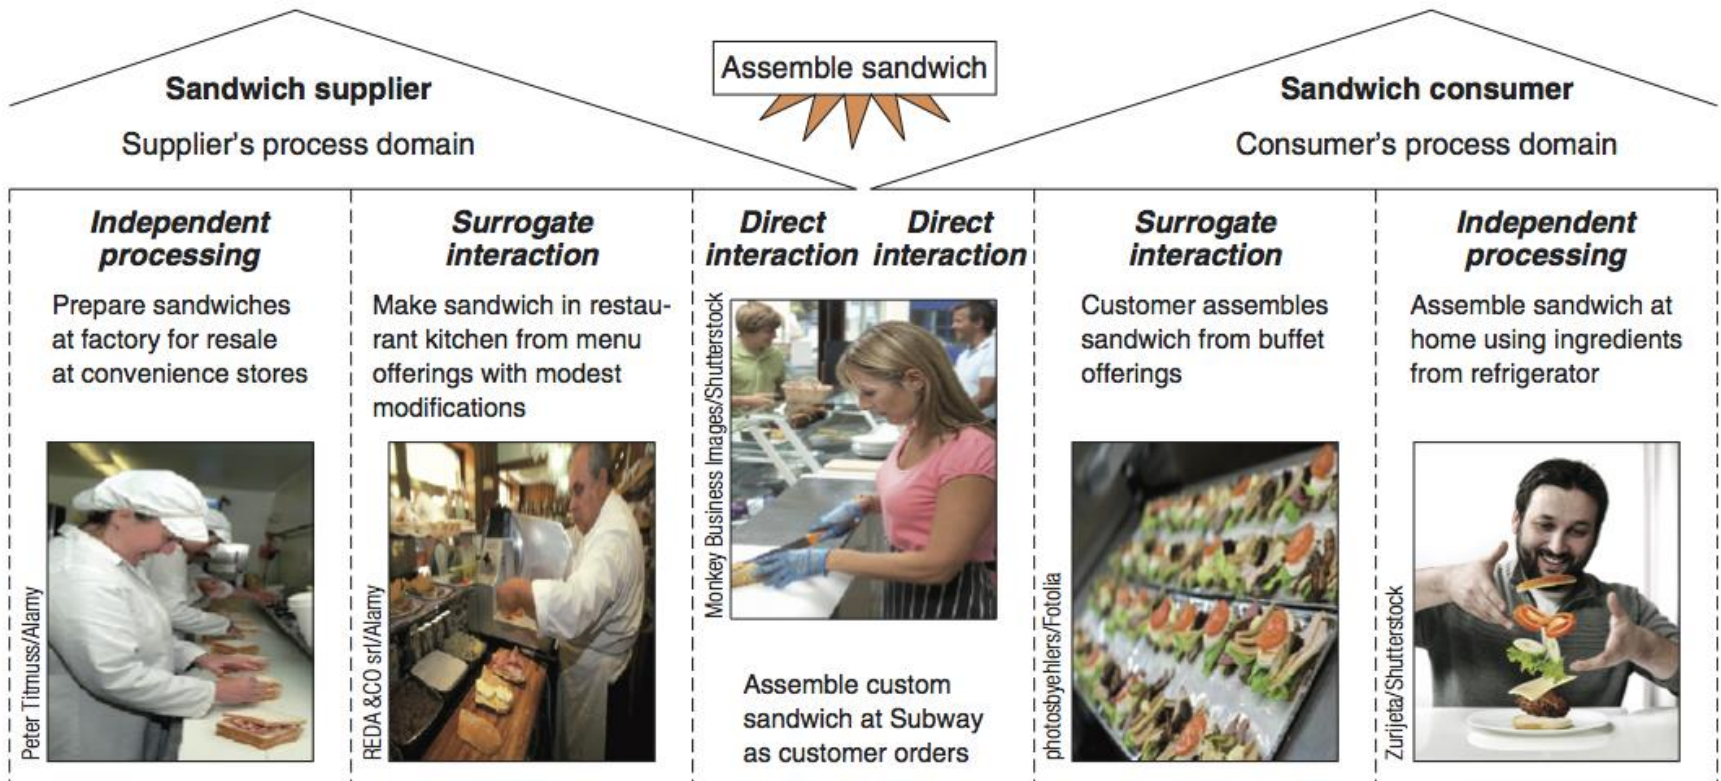 Assemble sandwich
Sandwich supplier
Supplier's process domain
Sandwich consumer
Consumer's process domain
Independent
processing
Prepare sandwiches
at factory for resale
at convenience stores
Peter Titmuss/Alamy
Surrogate
interaction
Make sandwich in restau-
rant kitchen from menu
offerings with modest
modifications
REDA &CO srl/Alamy
Direct
interaction
Direct
interaction
Monkey Business Images/Shutterstock
Assemble custom
sandwich at Subway
as customer orders
Surrogate
interaction
Customer assembles
sandwich from buffet
offerings
photosbyehlers/Fotolia
Independent
processing
Assemble sandwich at
home using ingredients
from refrigerator
Zurijeta/Shutterstock